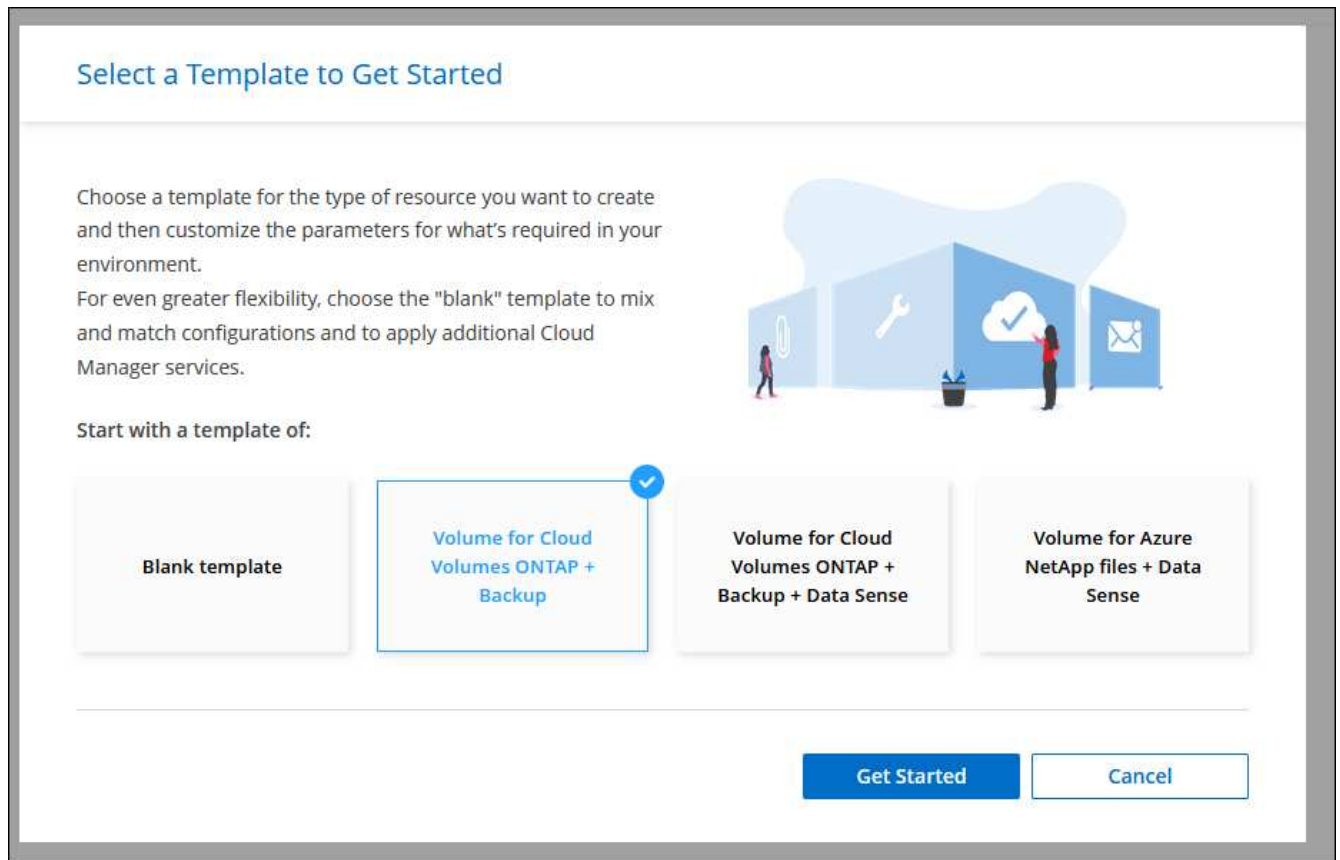 Select a Template to Get Started
Choose a template for the type of resource you want to create
and then customize the parameters for what's required in your
environment.
For even greater flexibility, choose the "blank" template to mix
and match configurations and to apply additional Cloud
Manager services.
Start with a template of:
Blank template
Volume for Cloud
Volumes ONTAP +
Backup
Volume for Cloud
Volumes ONTAP +
Backup + Data Sense
Volume for Azure
NetApp files + Data
Sense
Get Started
Cancel